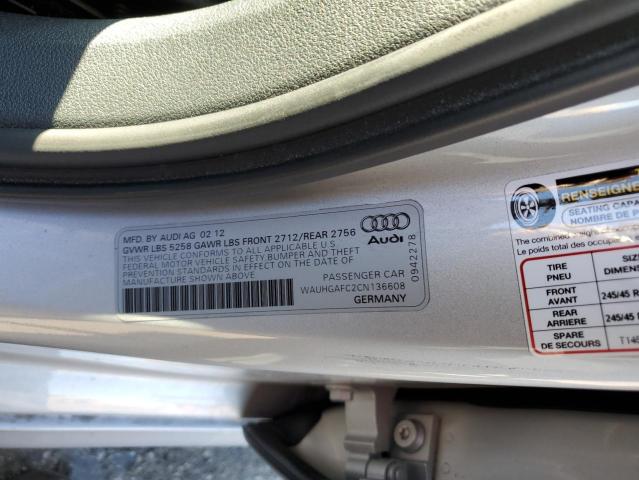 MFD. BY AUDI AG 02 12
GVWR LBS 5258 GAWR LBS FRONT 2712/REAR 2756
THIS VEHICLE CONFORMS TO ALL APPLICABLE U.S.
FEDERAL MOTOR VEHICLE SAFETY,BUMPER AND THEFT
PREVENTION STANDARDS IN EFFECT ON THE DATE OF
MANUFACTURE SHOWN ABOVE
PASSENGER CAR
WAUHGAFC2CN136608
GERMANY
Audi
0942278
RENSEIGNE
SEATING CAPA
NOMBRE
The combined
Le poids total des occupa
TIRE
PNEU
DIMEN
FRONT
AVANT
245/45 R
REAR
ARRIERE
245/45
SPARE
DE SECOURS